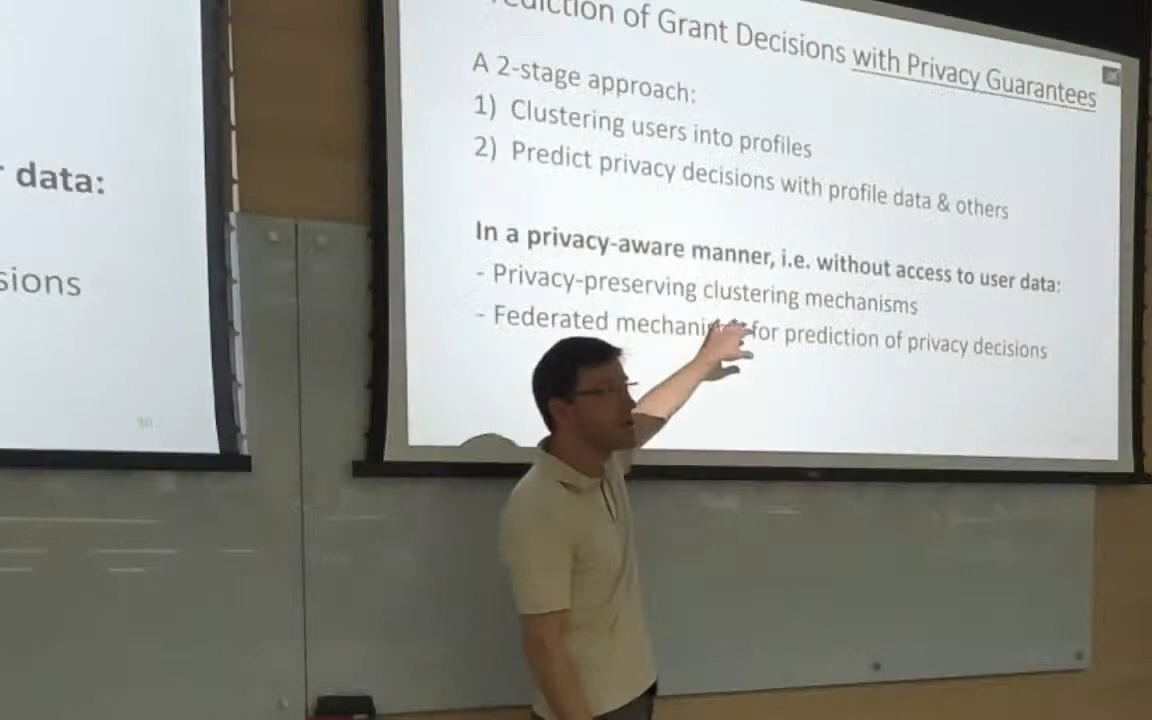 data:
sions
30
of Grant Decisions with Privacy Guarantees
A 2-stage approach:
1) Clustering users into profiles
2) Predict privacy decisions with profile data & others
In a privacy-aware manner, i.e. without access to user data:
- Privacy-preserving clustering mechanisms
- Federated for prediction of privacy decisions